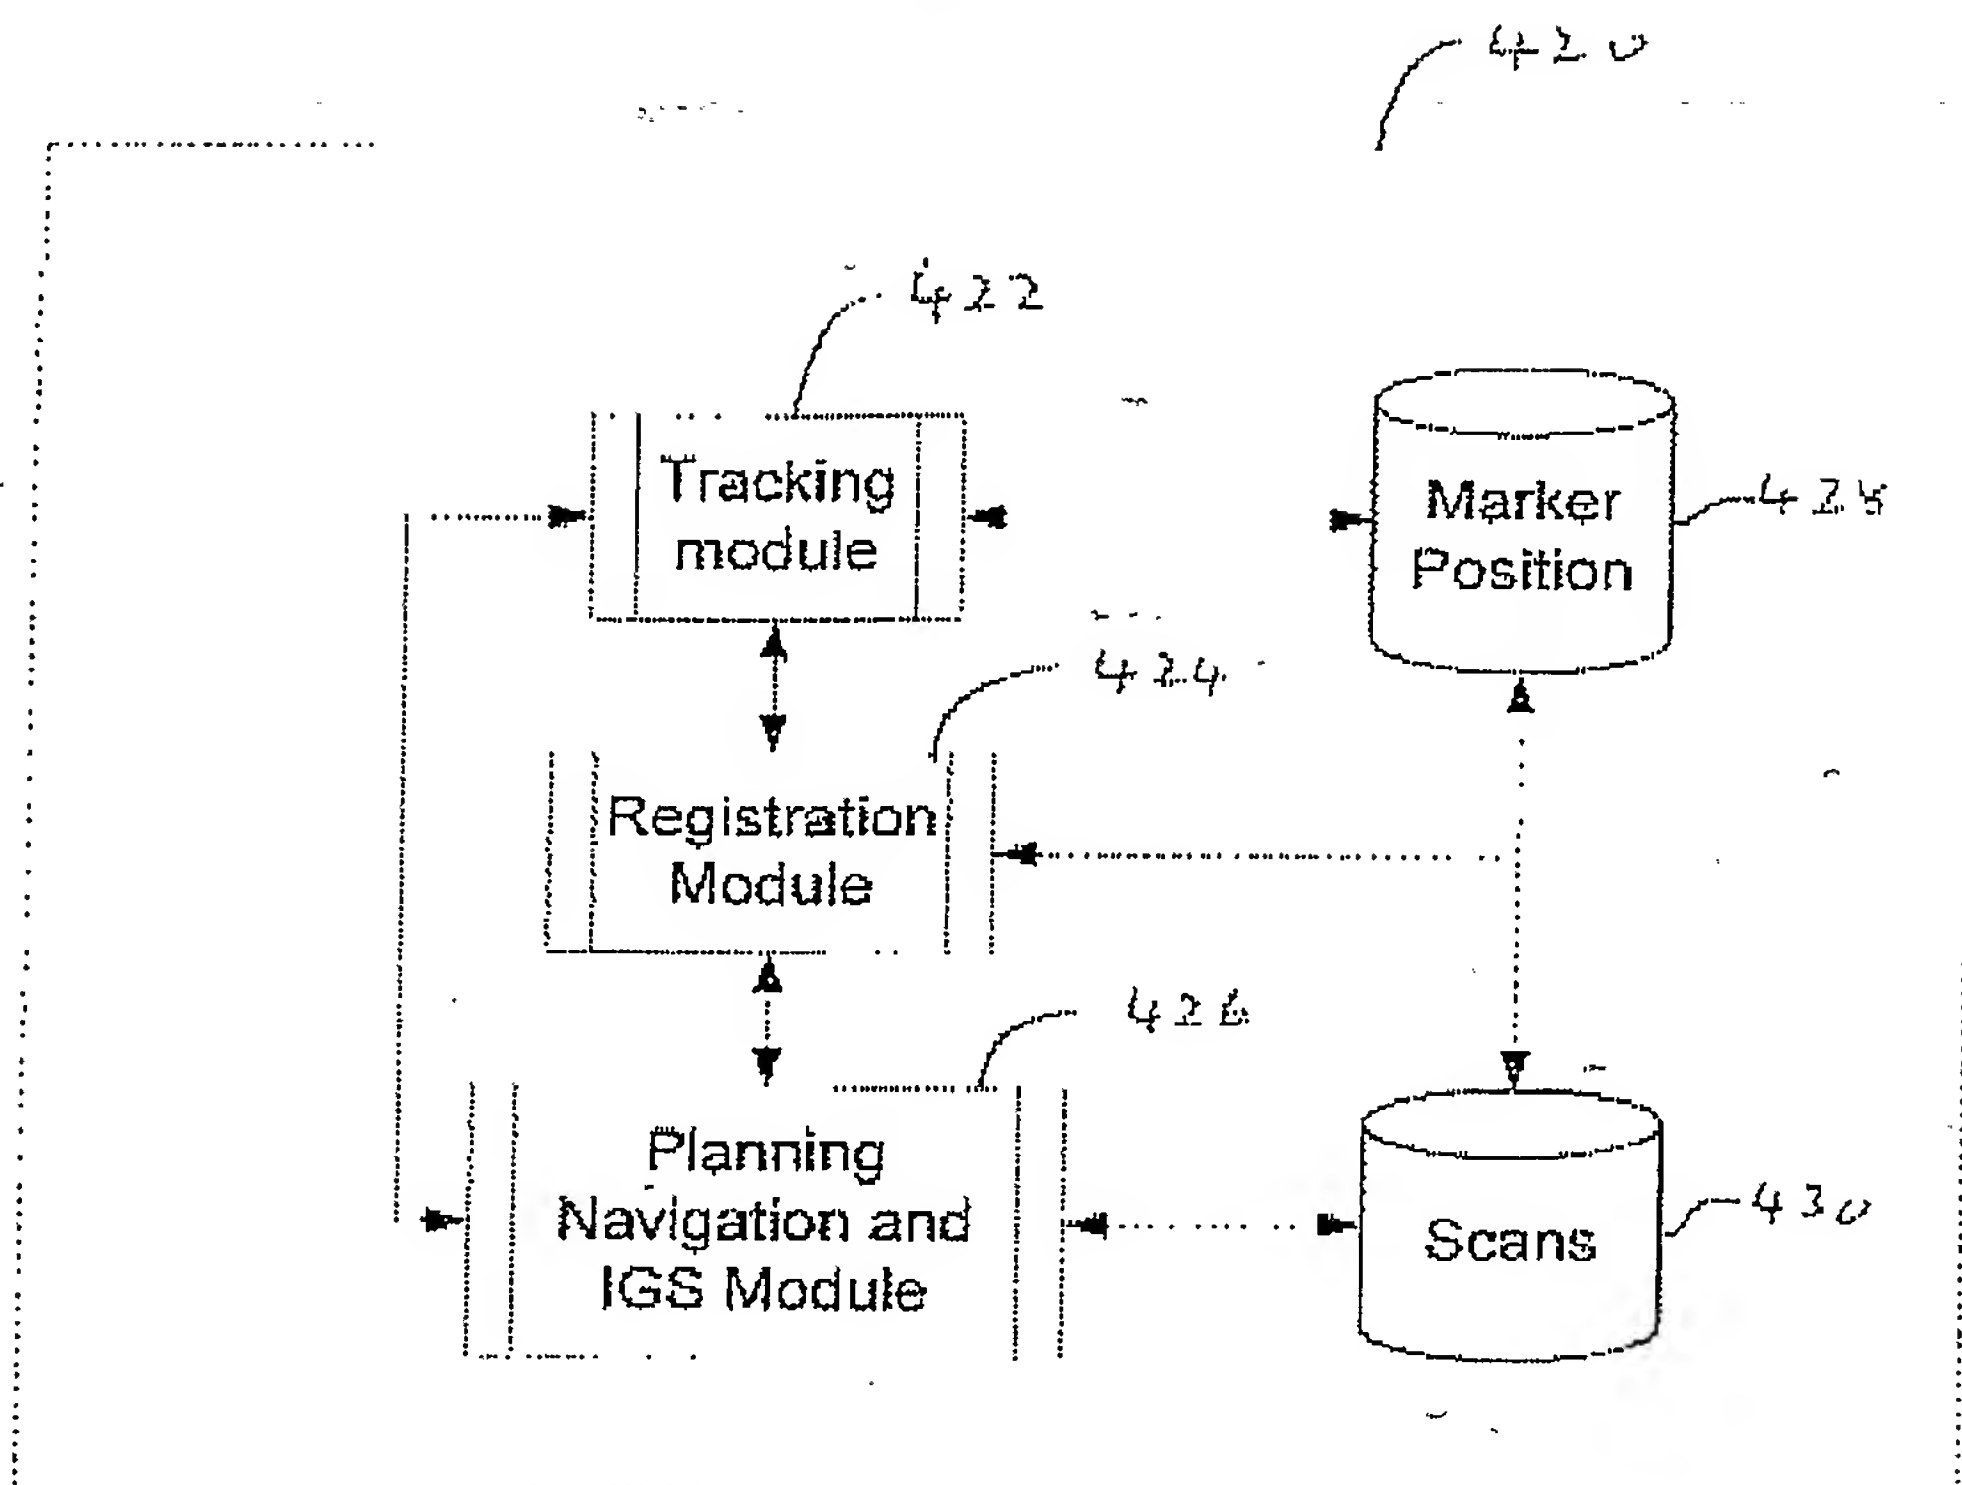 420
422
Tracking
module
Marker
Position
428
424
Registration
Module
426
Planning
Navigation and
IGS Module
Scans
430